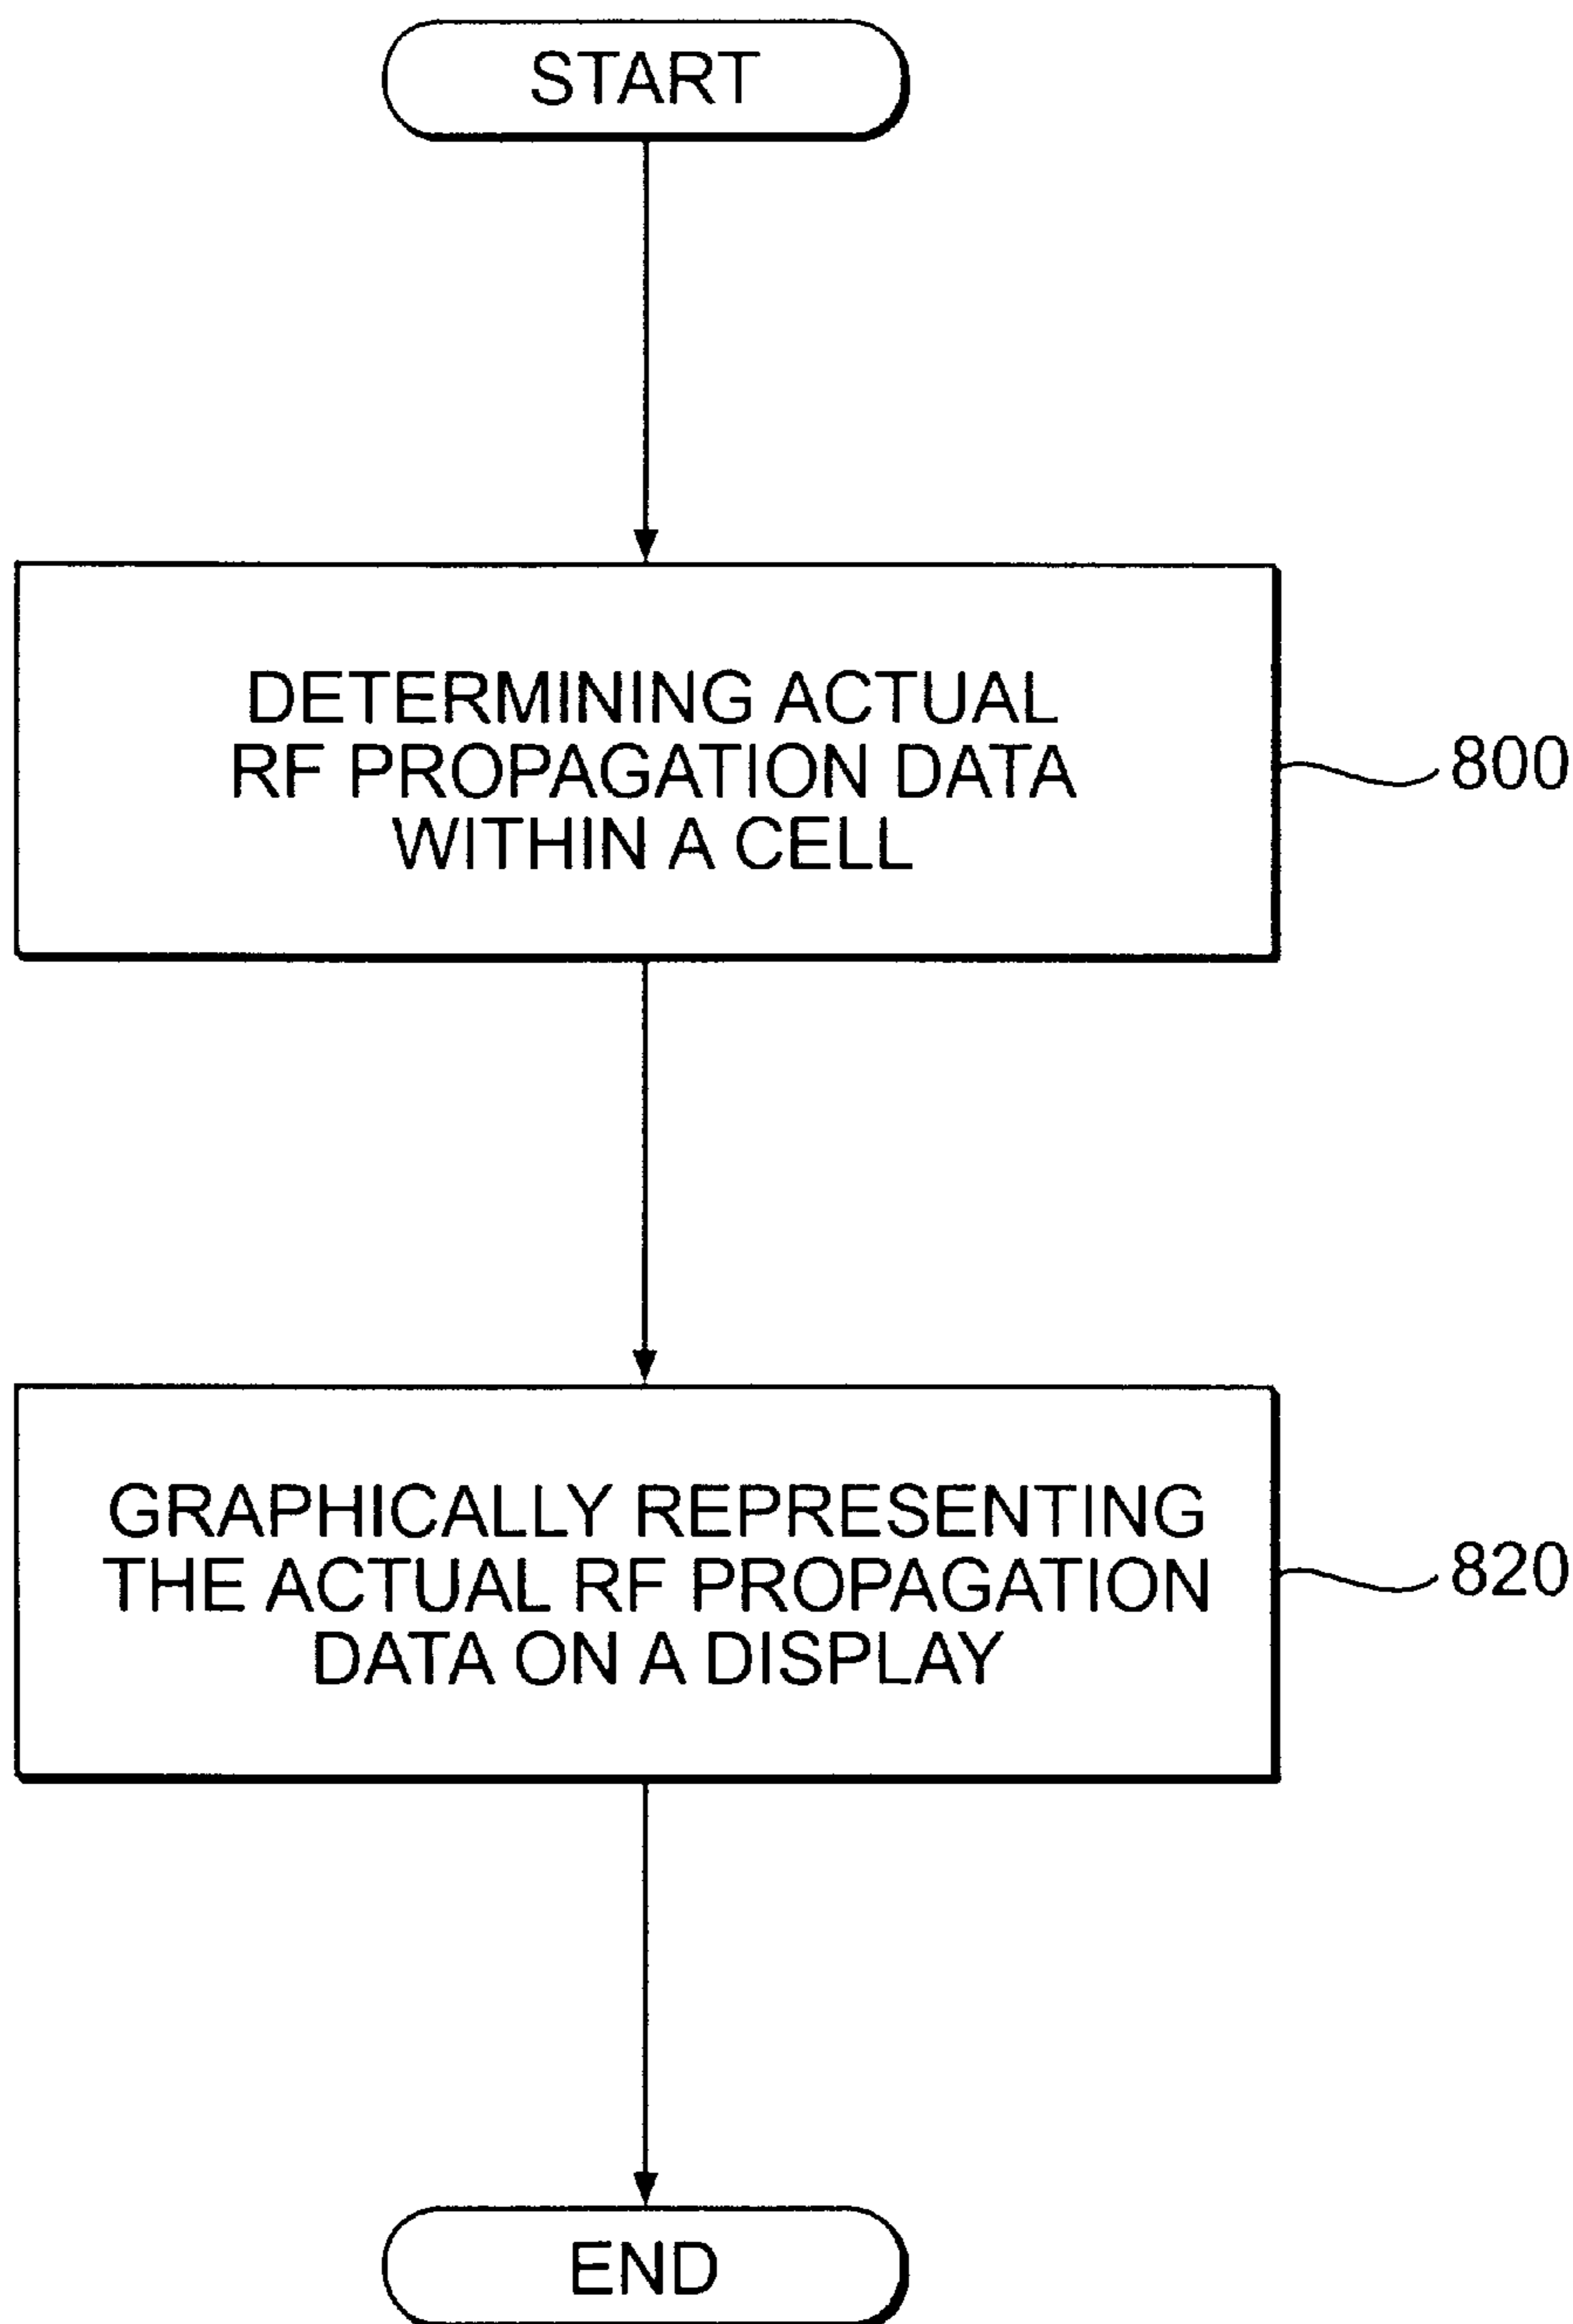 START
DETERMINING ACTUAL
RF PROPAGATION DATA
WITHIN A CELL
800
GRAPHICALLY REPRESENTING
THE ACTUAL RF PROPAGATION
DATA ON A DISPLAY
820
END